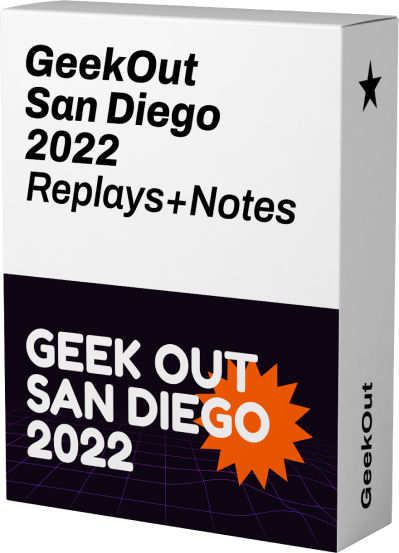 GeekOut
San Diego
2022
Replays+Notes
GEEK OUT
SAN DIEGO
2022
GeekOut